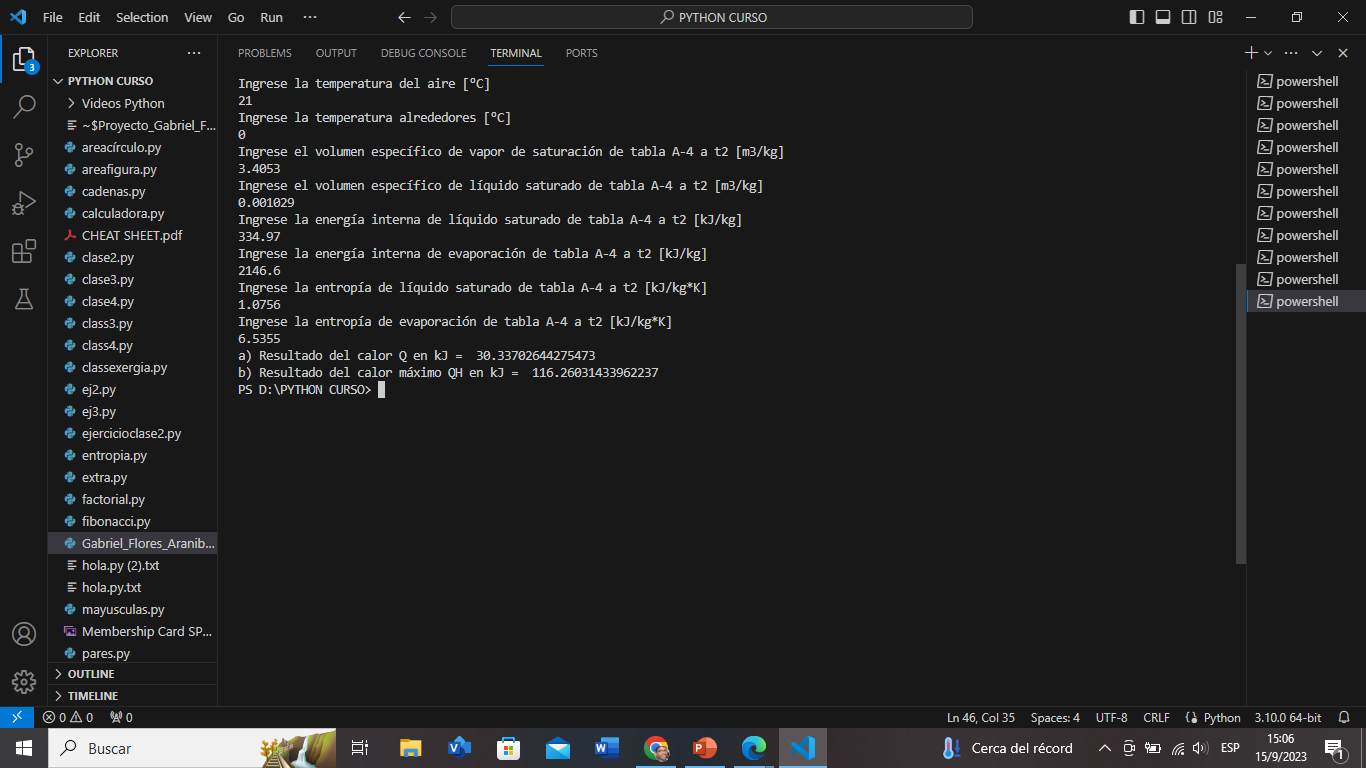 File Edit Selection View Go Run ···
PYTHON CURSO
EXPLORER ···
3
PYTHON CURSO
Videos Python
~$Proyecto_Gabriel_F...
areacírculo.py
areafigura.py
cadenas.py
calculadora.py
CHEAT SHEET.pdf
clase2.py
clase3.py
clase4.py
class3.py
class4.py
classexergia.py
ej2.py
ej3.py
ejercicioclase2.py
entropia.py
extra.py
factorial.py
fibonacci.py
Gabriel_Flores_Aranib...
hola.py (2).txt
hola.py.txt
mayusculas.py
Membership Card SP...
pares.py
OUTLINE
TIMELINE
PROBLEMS OUTPUT DEBUG CONSOLE TERMINAL PORTS
Ingrese la temperatura del aire [ºC]
21
Ingrese la temperatura alrededores [ºC]
0
Ingrese el volumen específico de vapor de saturación de tabla A-4 a t2 [m3/kg]
3.4053
Ingrese el volumen específico de líquido saturado de tabla A-4 a t2 [m3/kg]
0.001029
Ingrese la energía interna de líquido saturado de tabla A-4 a t2 [kJ/kg]
334.97
Ingrese la energía interna de evaporación de tabla A-4 a t2 [kJ/kg]
2146.6
Ingrese la entropía de líquido saturado de tabla A-4 a t2 [kJ/kg*K]
1.0756
Ingrese la entropía de evaporación de tabla A-4 a t2 [kJ/kg*K]
6.5355
a) Resultado del calor Q en kJ =  30.33702644275473
b) Resultado del calor máximo QH en kJ =  116.26031433962237
PS D:\PYTHON CURSO>
powershell
powershell
powershell
powershell
powershell
powershell
powershell
powershell
powershell
powershell
powershell
0 0 0
Ln 46, Col 35 Spaces: 4 UTF-8 CRLF Python 3.10.0 64-bit
Buscar
Cerca del récord
ESP
15:06
15/9/2023
1